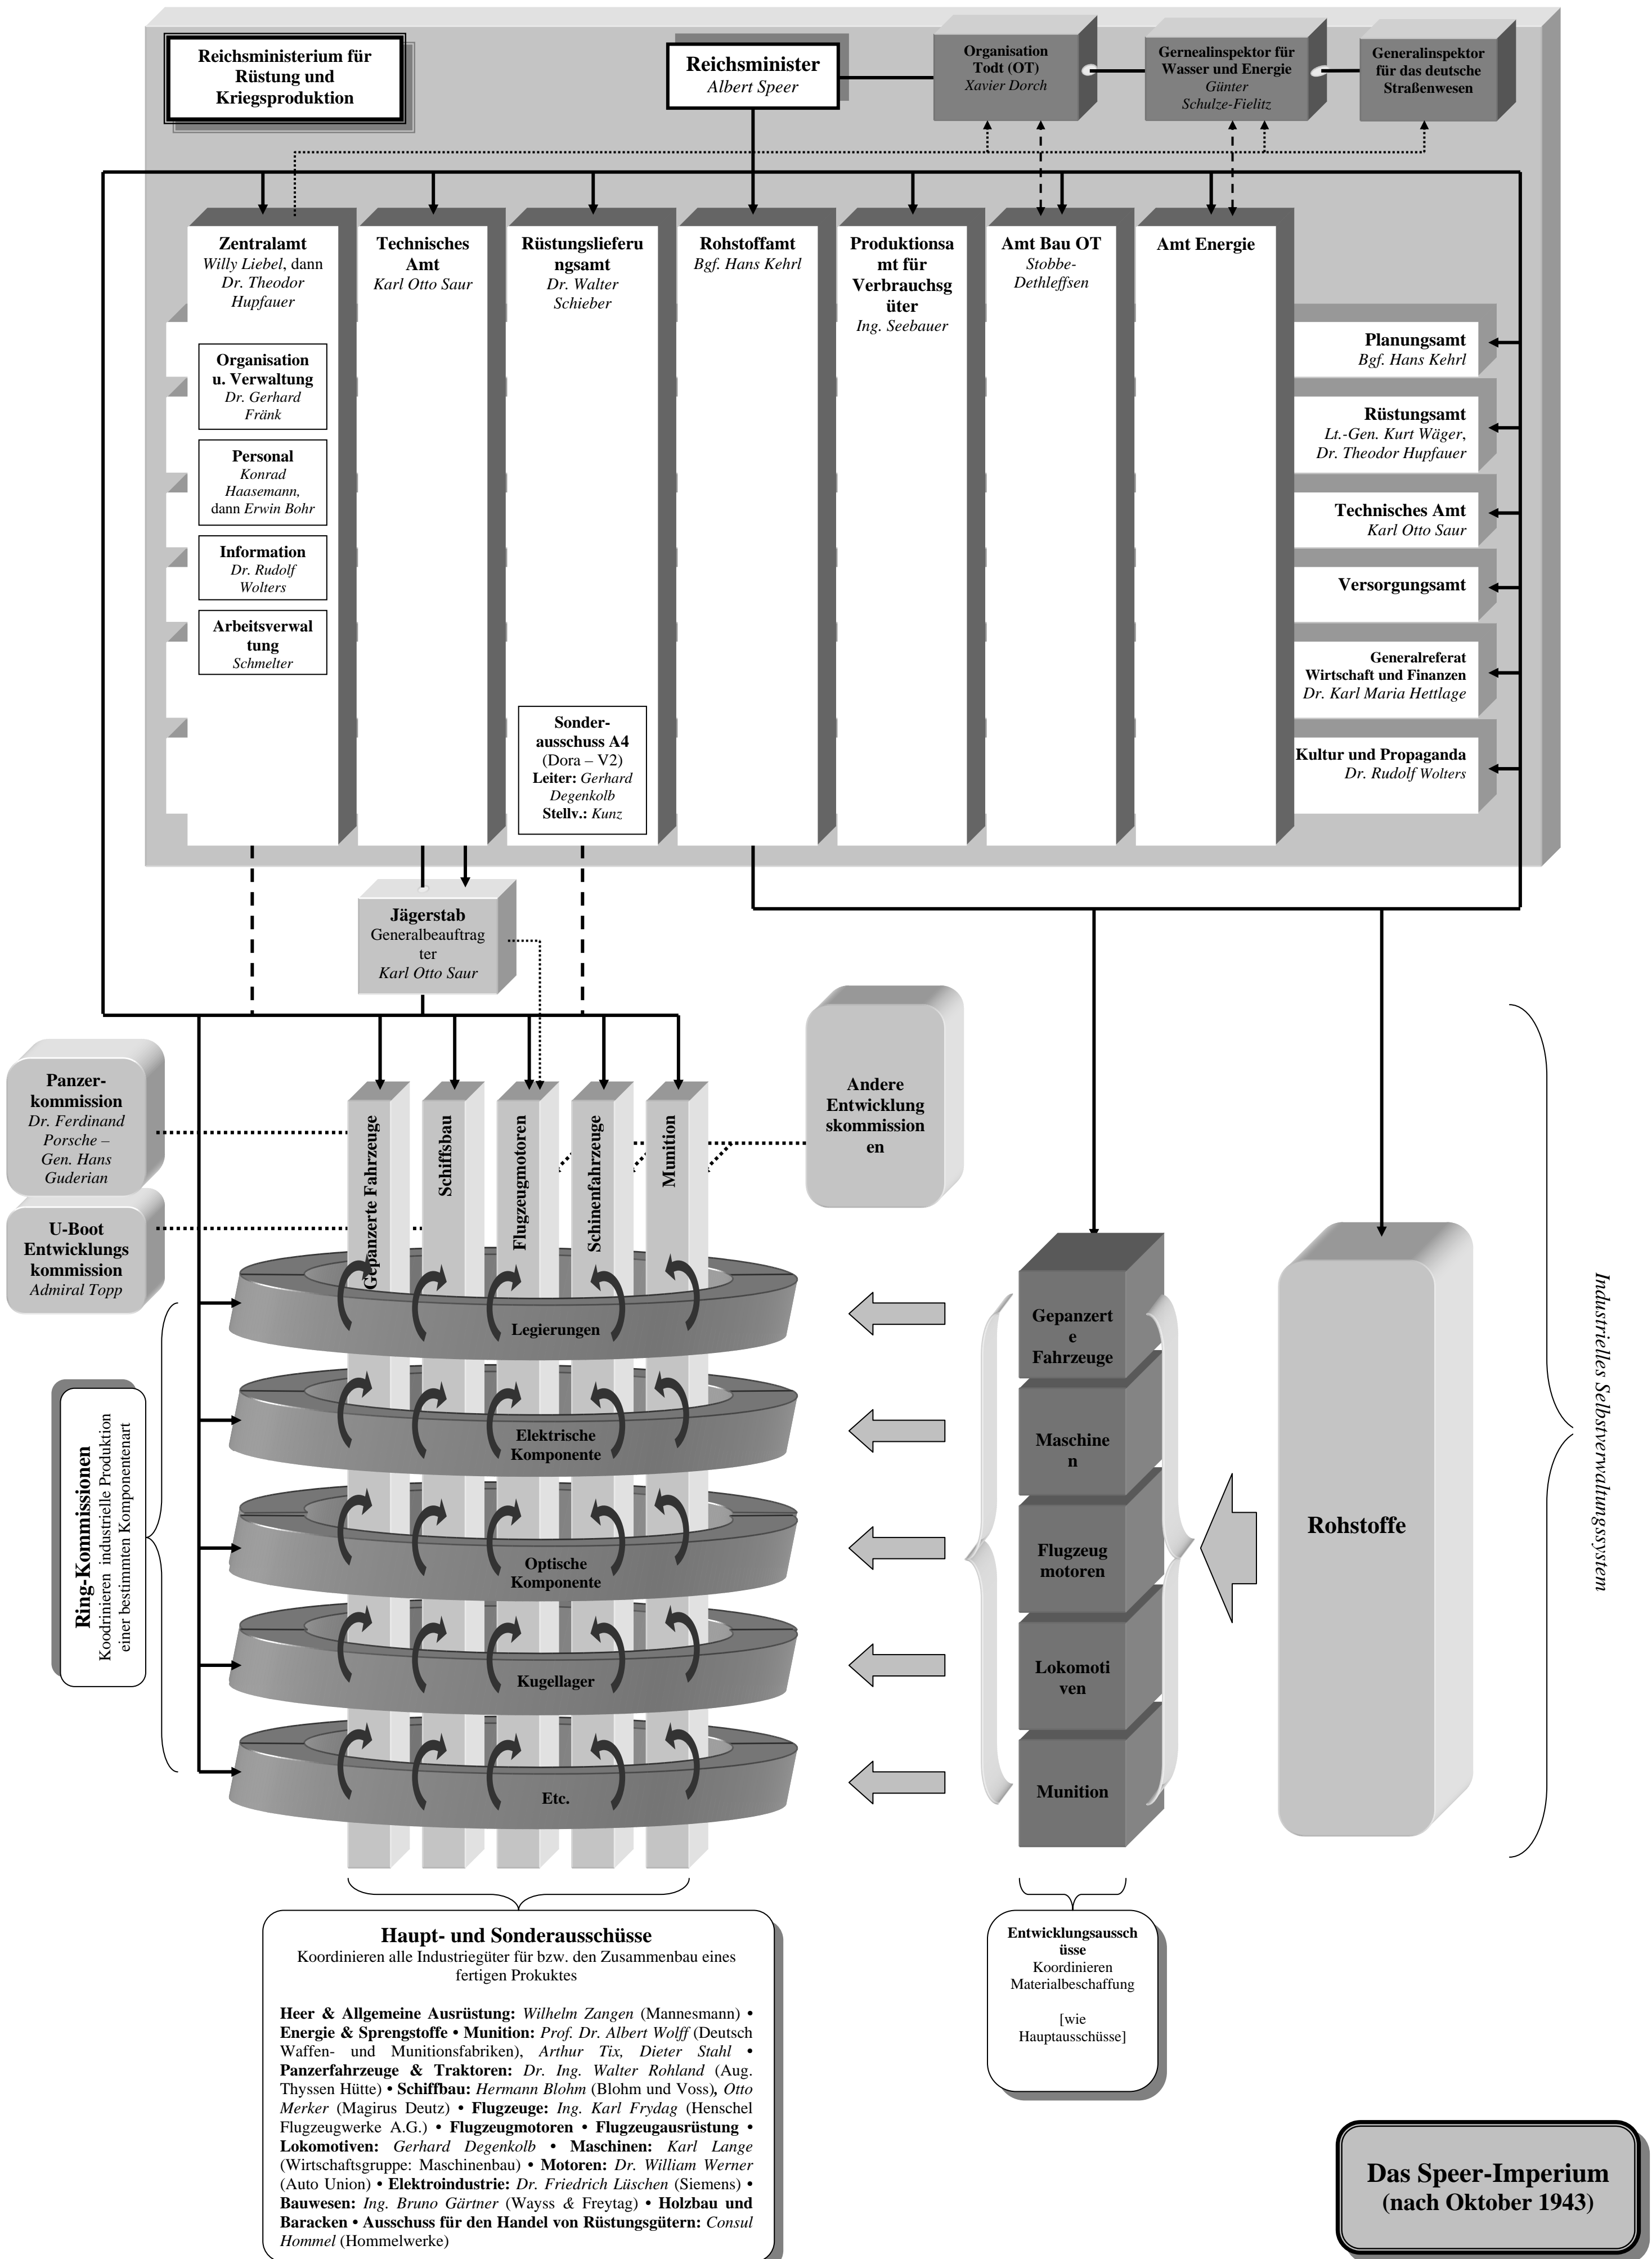 Reichsministerium für
Rüstung und
Kriegsproduktion
Reichsminister
Albert Speer
Organisation
Todt (OT)
Xavier Dorch
Gernealinspektor für
Wasser und Energie
Günter
Schulze-Fielitz
Generalinspektor
für das deutsche
Straßenwesen
Zentralamt
Willy Liebel, dann
Dr. Theodor
Hupfauer
Organisation
u. Verwaltung
Dr. Gerhard
Fränk
Personal
Konrad
Haasemann,
dann Erwin Bohr
Information
Dr. Rudolf
Wolters
Arbeitsverwal
tung
Schmelter
Technisches
Amt
Karl Otto Saur
Rüstungslieferu
ngsamt
Dr. Walter
Schieber
Sonder-
ausschuss A4
(Dora – V2)
Leiter: Gerhard
Degenkolb
Stellv.: Kunz
Rohstoffamt
Bgf. Hans Kehrl
Produktionsa
mt für
Verbrauchsg
üter
Ing. Seebauer
Amt Bau OT
Stobbe-
Dethleffsen
Amt Energie
Planungsamt
Bgf. Hans Kehrl
Rüstungsamt
Lt.-Gen. Kurt Wäger,
Dr. Theodor Hupfauer
Technisches Amt
Karl Otto Saur
Versorgungsamt
Generalreferat
Wirtschaft und Finanzen
Dr. Karl Maria Hettlage
Kultur und Propaganda
Dr. Rudolf Wolters
Jägerstab
Generalbeauftrag
ter
Karl Otto Saur
Panzer-
kommission
Dr. Ferdinand
Porsche –
Gen. Hans
Guderian
U-Boot
Entwicklungs
kommission
Admiral Topp
Gepanzerte Fahrzeuge
Schiffsbau
Flugzeugmotoren
Schinenfahrzeuge
Munition
Andere
Entwicklung
skommission
en
Legierungen
Elektrische
Komponente
Optische
Komponente
Kugellager
Etc.
Ring-Kommissionen
Koodrinieren industrielle Produktion
einer bestimmten Komponentenart
Gepanzert
e
Fahrzeuge
Maschine
n
Flugzeug
motoren
Lokomoti
ven
Munition
Rohstoffe
Industrielles Selbstverwaltungssystem
Haupt- und Sonderausschüsse
Koordinieren alle Industriegüter für bzw. den Zusammenbau eines
fertigen Prokuktes
Heer & Allgemeine Ausrüstung: Wilhelm Zangen (Mannesmann) •
Energie & Sprengstoffe • Munition: Prof. Dr. Albert Wolff (Deutsch
Waffen- und Munitionsfabriken), Arthur Tix, Dieter Stahl •
Panzerfahrzeuge & Traktoren: Dr. Ing. Walter Rohland (Aug.
Thyssen Hütte) • Schiffbau: Hermann Blohm (Blohm und Voss), Otto
Merker (Magirus Deutz) • Flugzeuge: Ing. Karl Frydag (Henschel
Flugzeugwerke A.G.) • Flugzeugmotoren • Flugzeugausrüstung •
Lokomotiven: Gerhard Degenkolb • Maschinen: Karl Lange
(Wirtschaftsgruppe: Maschinenbau) • Motoren: Dr. William Werner
(Auto Union) • Elektroindustrie: Dr. Friedrich Lüschen (Siemens) •
Bauwesen: Ing. Bruno Gärtner (Wayss & Freytag) • Holzbau und
Baracken • Ausschuss für den Handel von Rüstungsgütern: Consul
Hommel (Hommelwerke)
Entwicklungsaussch
üsse
Koordinieren
Materialbeschaffung
[wie
Hauptausschüsse]
Das Speer-Imperium
(nach Oktober 1943)